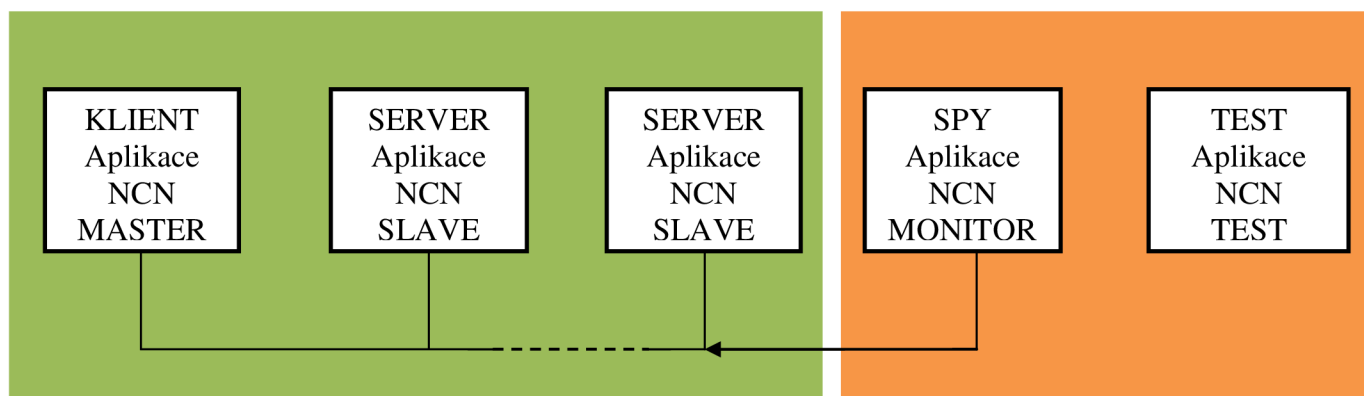 KLIENT
Aplikace
NCN
MASTER
SERVER
Aplikace
NCN
SLAVE
SERVER
Aplikace
NCN
SLAVE
SPY
Aplikace
NCN
MONITOR
TEST
Aplikace
NCN
TEST